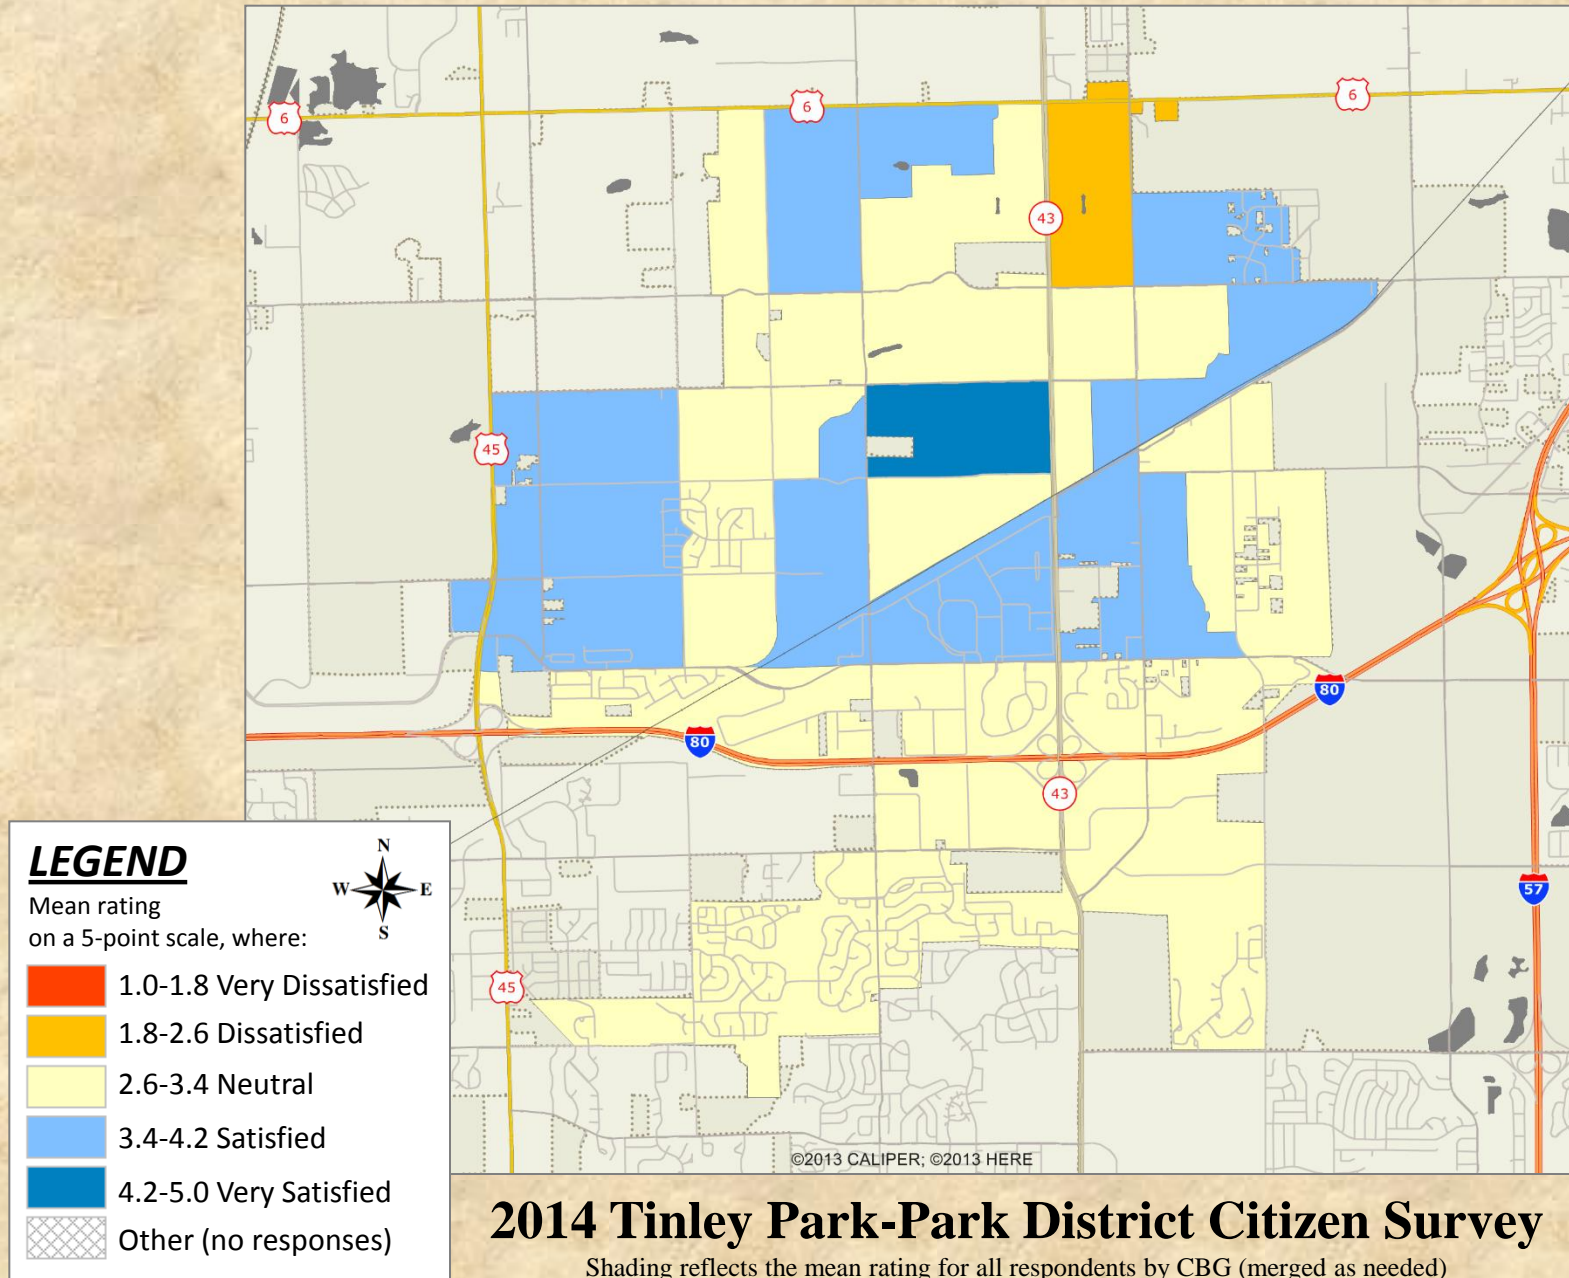 6
6
6
43
45
80
80
43
57
45
©2013 CALIPER; ©2013 HERE
LEGEND
N
W E
S
Mean rating
on a 5-point scale, where:
1.0-1.8 Very Dissatisfied
1.8-2.6 Dissatisfied
2.6-3.4 Neutral
3.4-4.2 Satisfied
4.2-5.0 Very Satisfied
Other (no responses)
2014 Tinley Park-Park District Citizen Survey
Shading reflects the mean rating for all respondents by CBG (merged as needed)